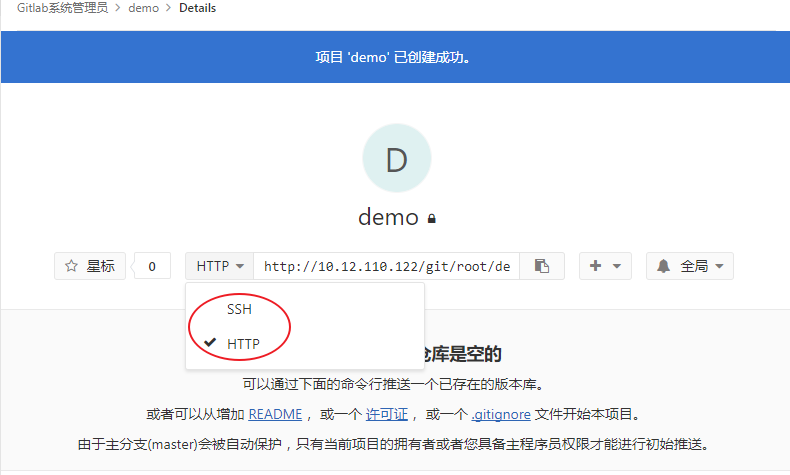 Gitlab系统管理员 > demo > Details
项目 'demo' 已创建成功。
D
demo
星标 0 HTTP http://10.12.110.122/git/root/de 全局
SSH
HTTP
库是空的
可以通过下面的命令行推送一个已存在的版本库。
或者可以从增加 README ，或一个 许可证 ，或一个 .gitignore 文件开始本项目。
由于主分支(master)会被自动保护，只有当前项目的拥有者或者您具备主程序员权限才能进行初始推送。